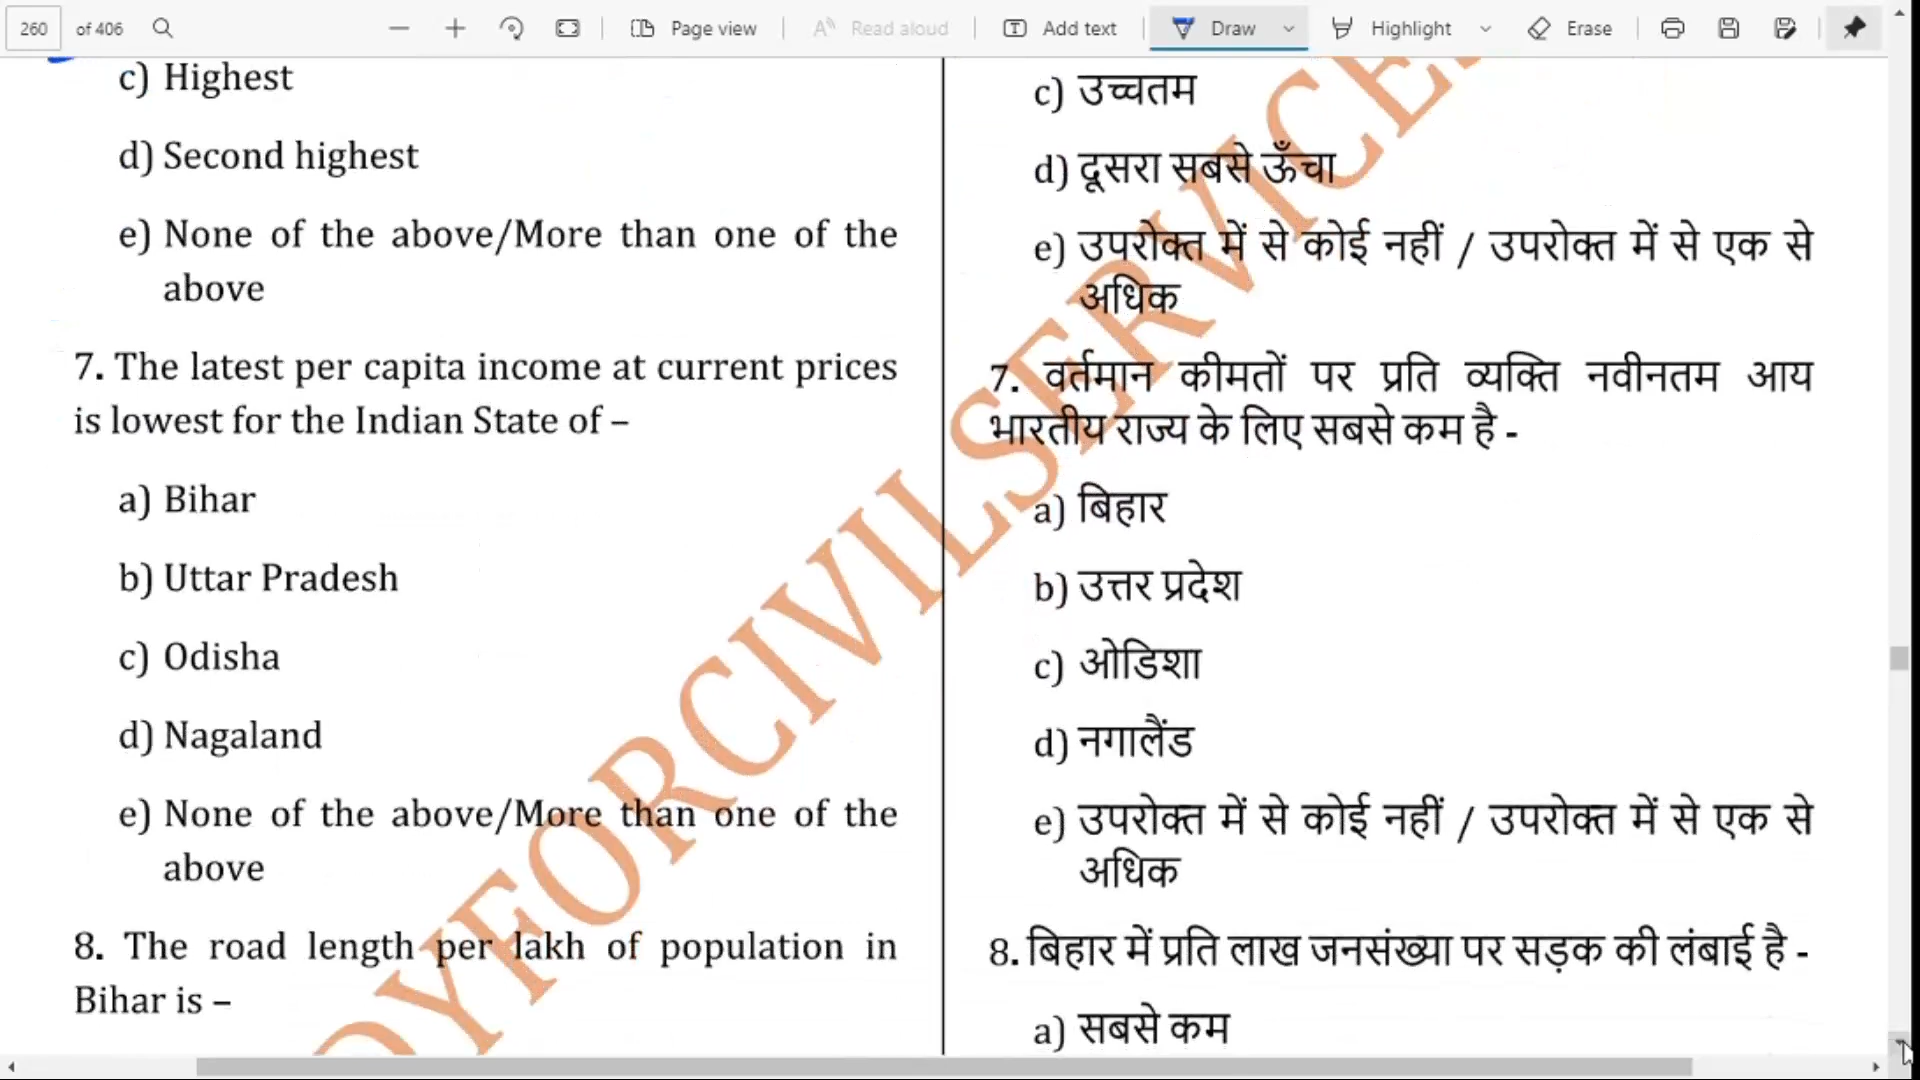 260 of 406 Page view Read aloud Add text Draw Highlight Erase
c) Highest
d) Second highest
e) None of the above/More than one of the
above
7. The latest per capita income at current prices
is lowest for the Indian State of –
a) Bihar
b) Uttar Pradesh
c) Odisha
d) Nagaland
e) None of the above/More than one of the
above
8. The road length per lakh of population in
Bihar is –
c) उच्चतम
d) दूसरा सबसे ऊँचा
e) उपरोक्त में से कोई नहीं / उपरोक्त में से एक से
अधिक
7. वर्तमान कीमतों पर प्रति व्यक्ति नवीनतम आय
भारतीय राज्य के लिए सबसे कम है -
a) बिहार
b) उत्तर प्रदेश
c) ओडिशा
d) नगालैंड
e) उपरोक्त में से कोई नहीं / उपरोक्त में से एक से
अधिक
8. बिहार में प्रति लाख जनसंख्या पर सड़क की लंबाई है -
a) सबसे कम
DYFORCIVILSERVICE